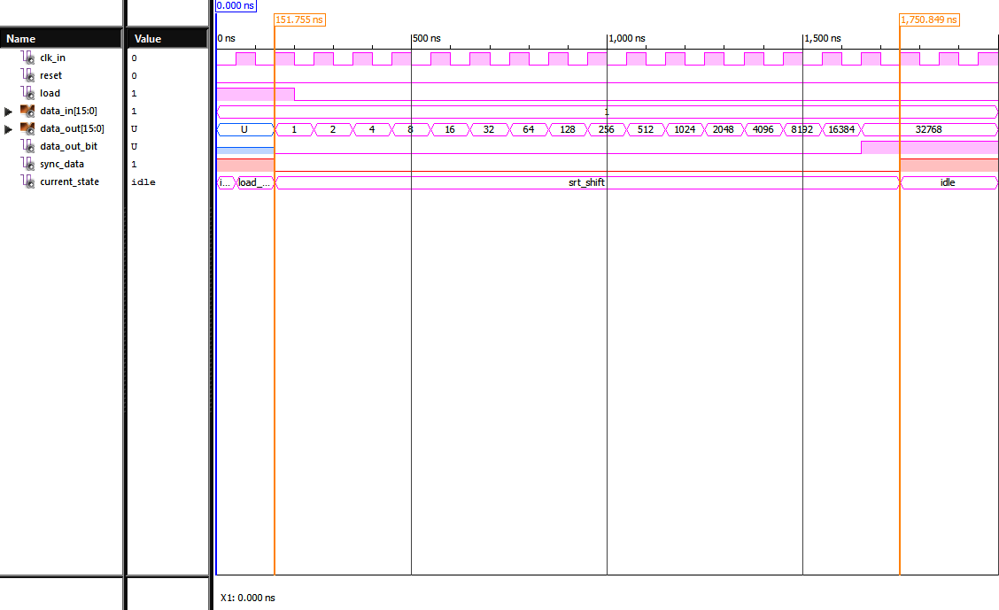 0.000 ns
151.755 ns 1,750.849 ns
Name Value 0 ns 500 ns 1,000 ns 1,500 ns
clk_in 0
reset 0
load 1
data_in[15:0] 1 1
data_out[15:0] U U 1 2 4 8 16 32 64 128 256 512 1024 2048 4096 8192 16384 32768
data_out_bit U
sync_data 1
current_state idle i... load_... srt_shift idle
X1: 0.000 ns